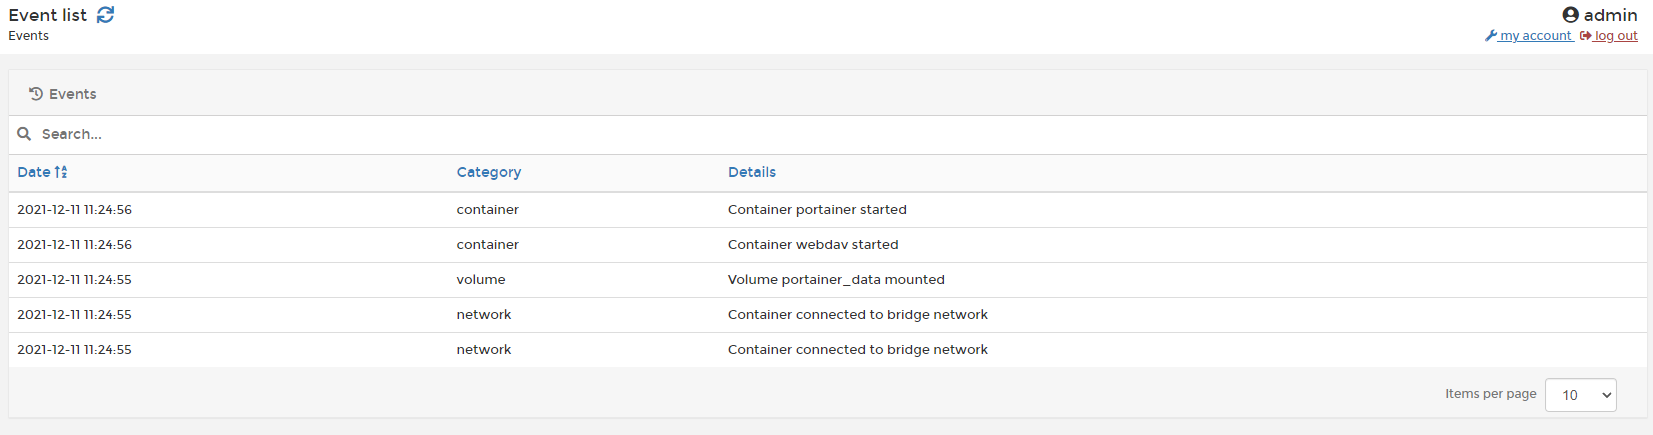 Event list
admin
Events
my account log out
Events
Search...
Date Category Details
2021-12-11 11:24:56 container Container portainer started
2021-12-11 11:24:56 container Container webdav started
2021-12-11 11:24:55 volume Volume portainer_data mounted
2021-12-11 11:24:55 network Container connected to bridge network
2021-12-11 11:24:55 network Container connected to bridge network
Items per page 10